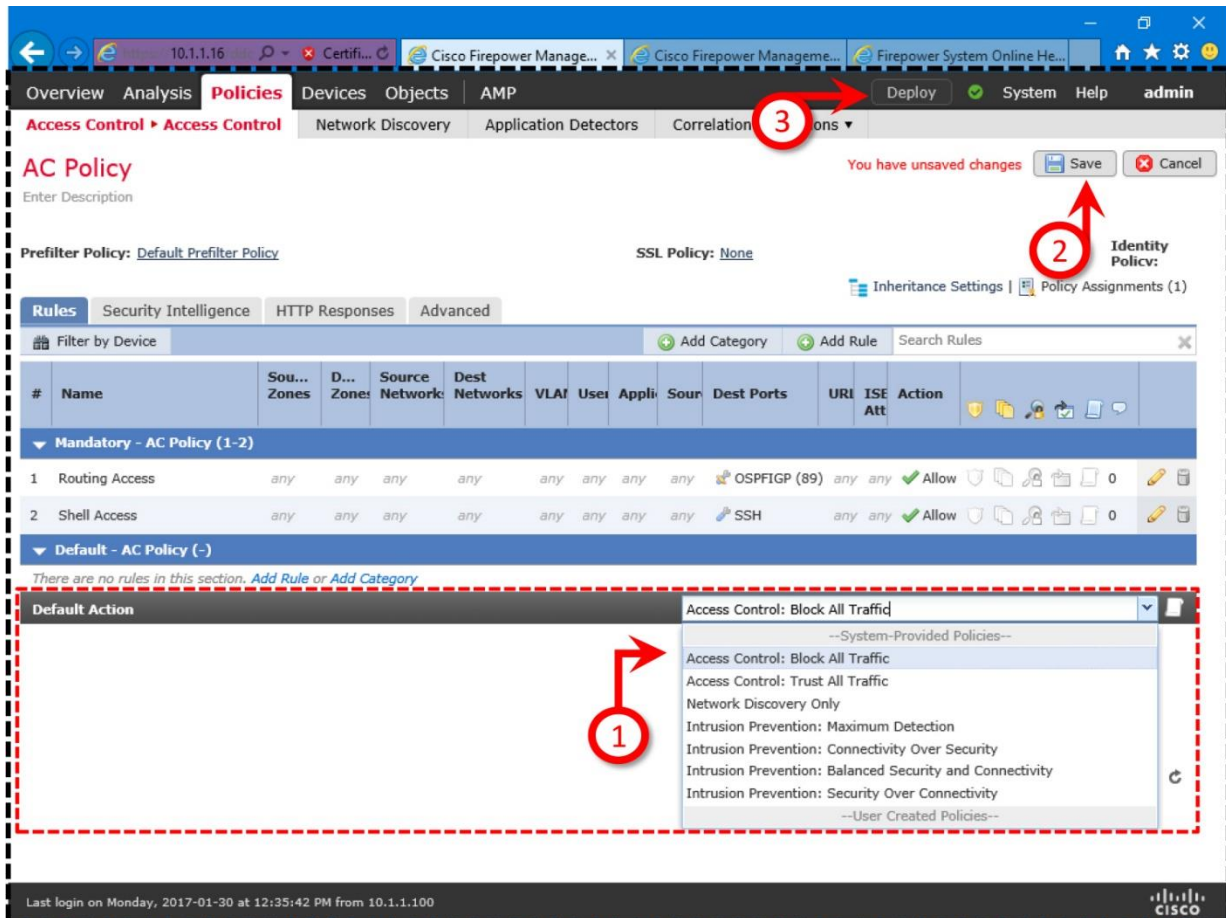 10.1.1.16 Certifi... Cisco Firepower Manage... Cisco Firepower Manageme... Firepower System Online He...
Overview Analysis Policies Devices Objects AMP Deploy System Help admin
3
Access Control ▸ Access Control Network Discovery Application Detectors Correlation ons ▼
AC Policy
You have unsaved changes Save Cancel
Enter Description
2
Prefilter Policy: Default Prefilter Policy SSL Policy: None Identity Policy:
Inheritance Settings | Policy Assignments (1)
Rules Security Intelligence HTTP Responses Advanced
Filter by Device Add Category Add Rule Search Rules
# Name Sou... Zones D... Zones Source Networks Dest Networks VLAN User Appli Sour Dest Ports URL ISE Att Action
Mandatory - AC Policy (1-2)
1 Routing Access any any any any any any any any OSPFIGP (89) any any Allow 0
2 Shell Access any any any any any any any any SSH any any Allow 0
Default - AC Policy (-)
There are no rules in this section. Add Rule or Add Category
Default Action Access Control: Block All Traffic
--System-Provided Policies--
Access Control: Block All Traffic
Access Control: Trust All Traffic
Network Discovery Only
Intrusion Prevention: Maximum Detection
1
Intrusion Prevention: Connectivity Over Security
Intrusion Prevention: Balanced Security and Connectivity
Intrusion Prevention: Security Over Connectivity
--User Created Policies--
Last login on Monday, 2017-01-30 at 12:35:42 PM from 10.1.1.100
CISCO